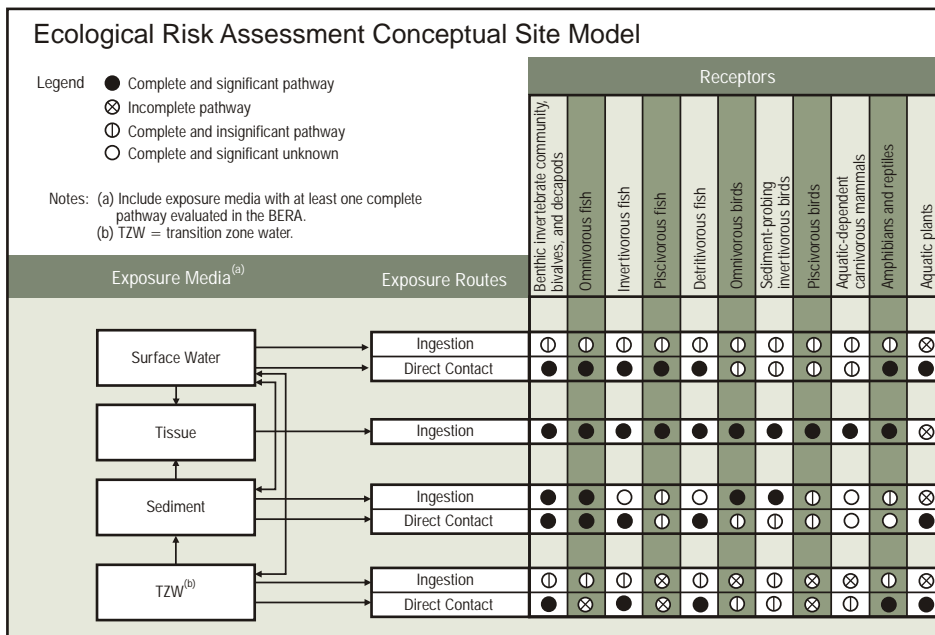 Ecological Risk Assessment Conceptual Site Model
Legend
Complete and significant pathway
Incomplete pathway
Complete and insignificant pathway
Complete and significant unknown
Notes: (a) Include exposure media with at least one complete
pathway evaluated in the BERA.
(b) TZW = transition zone water.
Receptors
Benthic invertebrate community,
bivalves, and decapods
Omnivorous fish
Invertivorous fish
Piscivorous fish
Detritivorous fish
Omnivorous birds
Sediment-probing
invertivorous birds
Piscivorous birds
Aquatic-dependent
carnivorous mammals
Amphibians and reptiles
Aquatic plants
Exposure Media(a)
Exposure Routes
Surface Water
Ingestion
Direct Contact
Tissue
Ingestion
Sediment
Ingestion
Direct Contact
TZW(b)
Ingestion
Direct Contact